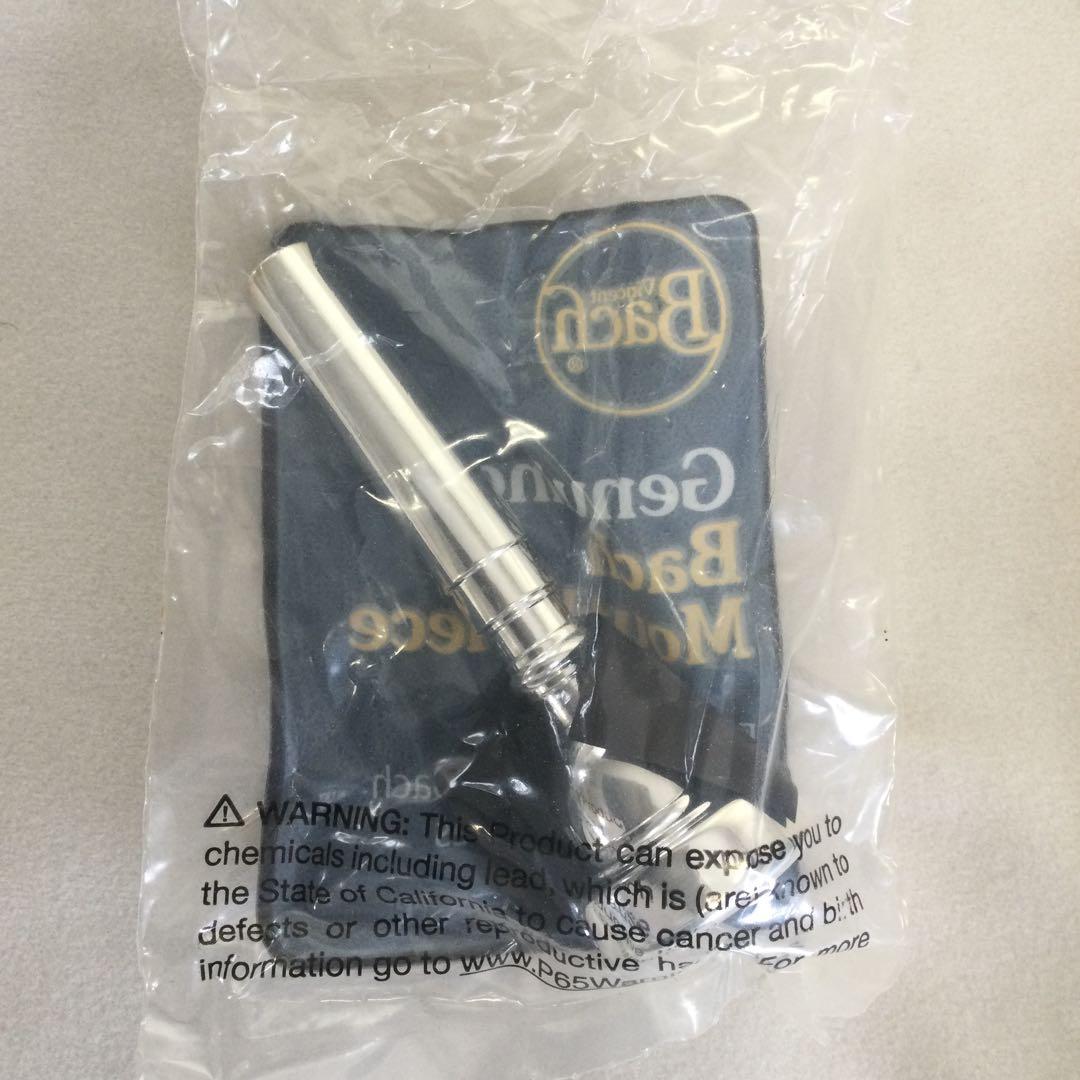 Vincent
Bach
®
Genuine
Bach
Mouthpiece
Bach
⚠ WARNING: This Product can expose you to
chemicals including lead, which is (are) known to
the State of California to cause cancer and birth
defects or other reproductive For more
information go to www.P65Warn